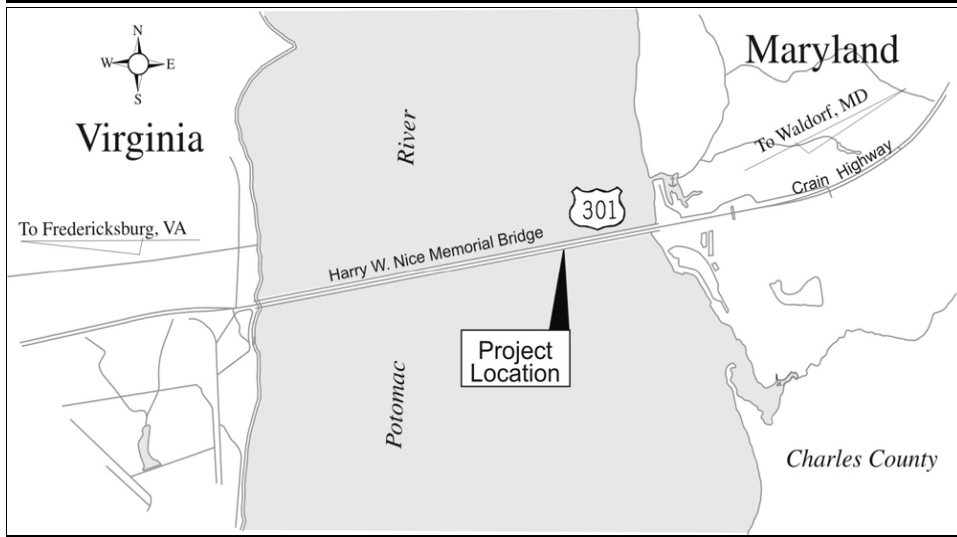 N
W E
S
Virginia
Maryland
To Waldorf, MD
Crain Highway
River
301
To Fredericksburg, VA
Harry W. Nice Memorial Bridge
Project
Location
Potomac
Charles County